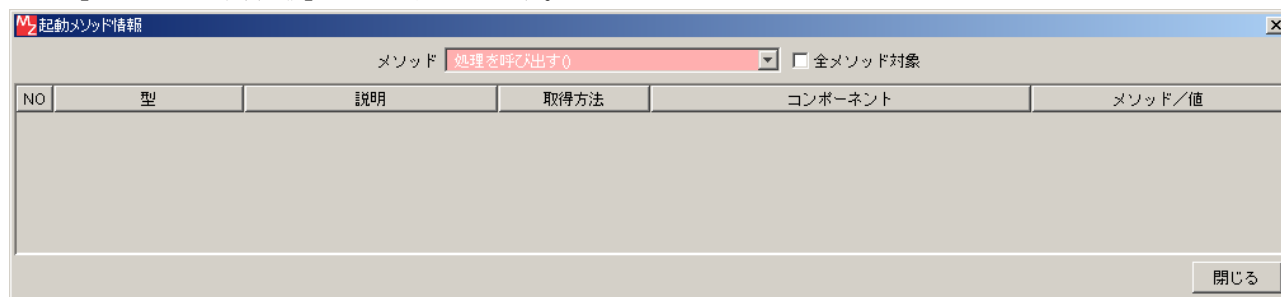 MZ起動メソッド情報
メソッド 処理を呼び出す() 全メソッド対象
NO 型 説明 取得方法 コンポーネント メソッド／値
閉じる